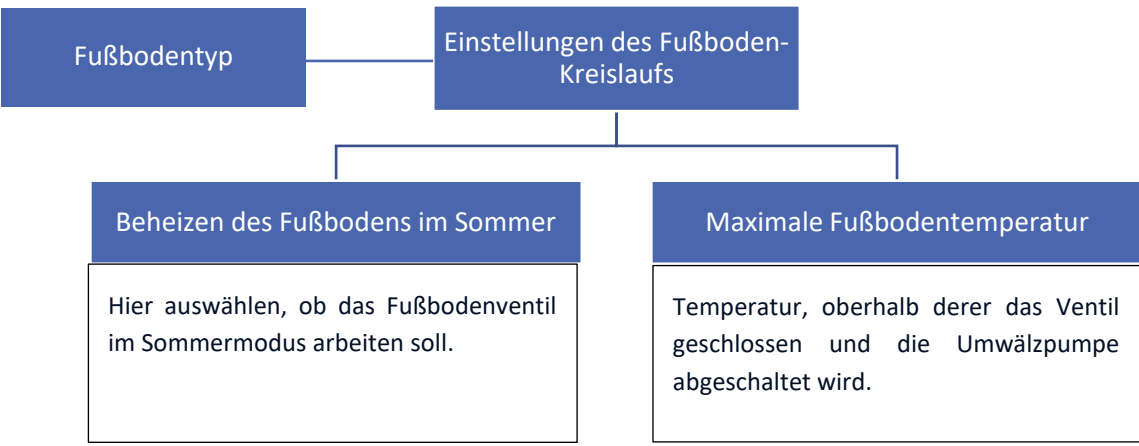 Fußbodentyp
Einstellungen des Fußboden-
Kreislaufs
Beheizen des Fußbodens im Sommer
Hier auswählen, ob das Fußbodenventil
im Sommermodus arbeiten soll.
Maximale Fußbodentemperatur
Temperatur, oberhalb derer das Ventil
geschlossen und die Umwälzpumpe
abgeschaltet wird.